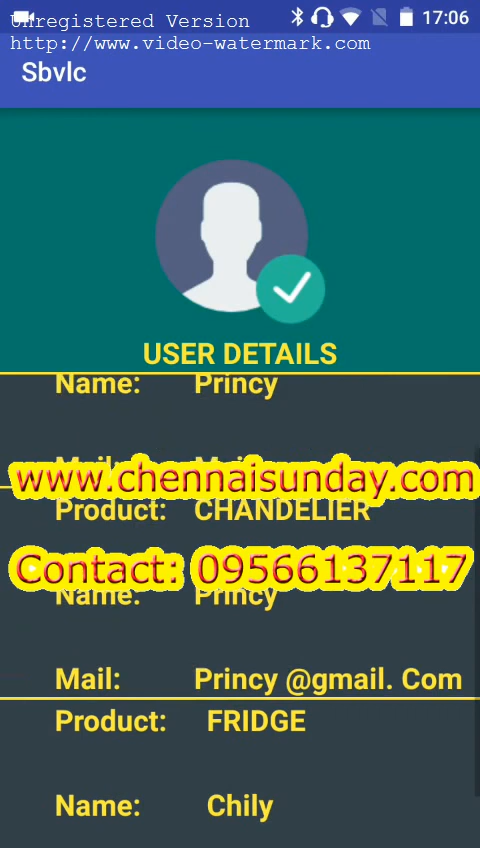 Unregistered Version
17:06
http://www.video-watermark.com
Sbvlc
USER DETAILS
Name: Princy
Mail:
www.chennaisunday.com
Product: CHANDELIER
Contact: 09566137117
Name: Princy
Mail: Princy @gmail. Com
Product: FRIDGE
Name: Chily